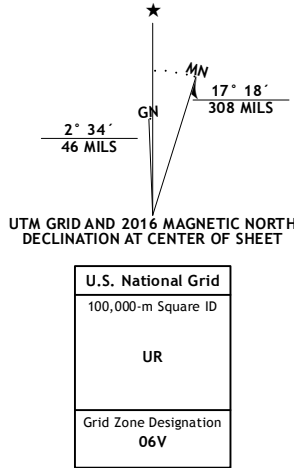 MN
GN
17° 18´
308 MILS
2° 34´
46 MILS
UTM GRID AND 2016 MAGNETIC NORTH
DECLINATION AT CENTER OF SHEET
U.S. National Grid
100,000-m Square ID
UR
Grid Zone Designation
06V